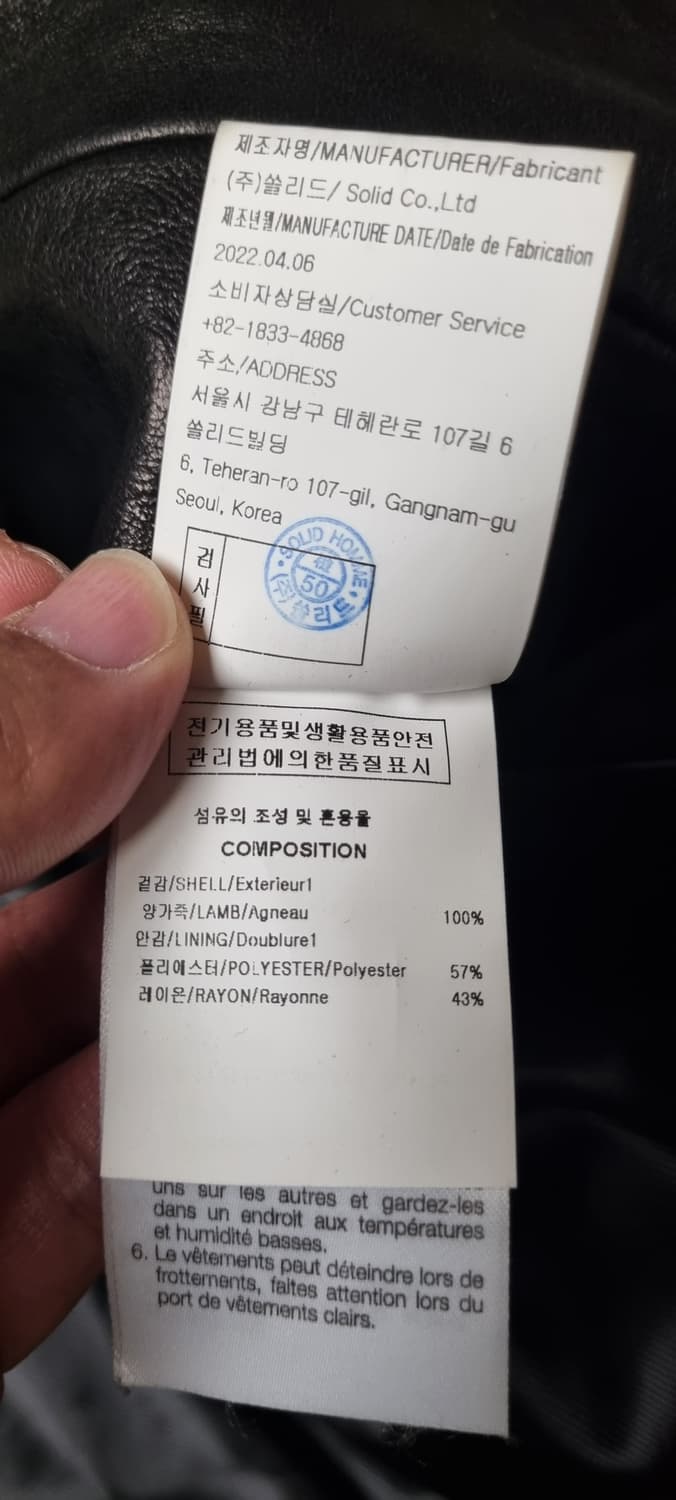 제조자명/MANUFACTURER/Fabricant
(주)쏠리드/ Solid Co.,Ltd
제조년월/MANUFACTURE DATE/Date de Fabrication
2022.04.06
소비자상담실/Customer Service
+82-1833-4868
주소/ADDRESS
서울시 강남구 테헤란로 107길 6
쏠리드빌딩
6, Teheran-ro 107-gil, Gangnam-gu
Seoul, Korea
검사필
SOLID HOMME
50
(주)쏠리드
전기용품및생활용품안전
관리법에의한품질표시
섬유의 조성 및 혼용율
COMPOSITION
겉감/SHELL/Exterieur1
양가죽/LAMB/Agneau 100%
안감/LINING/Doublure1
폴리에스터/POLYESTER/Polyester 57%
레이온/RAYON/Rayonne 43%
uns sur les autres et gardez-les
dans un endroit aux températures
et humidité basses.
6. Le vêtements peut déteindre lors de
frottements, faites attention lors du
port de vêtements clairs.